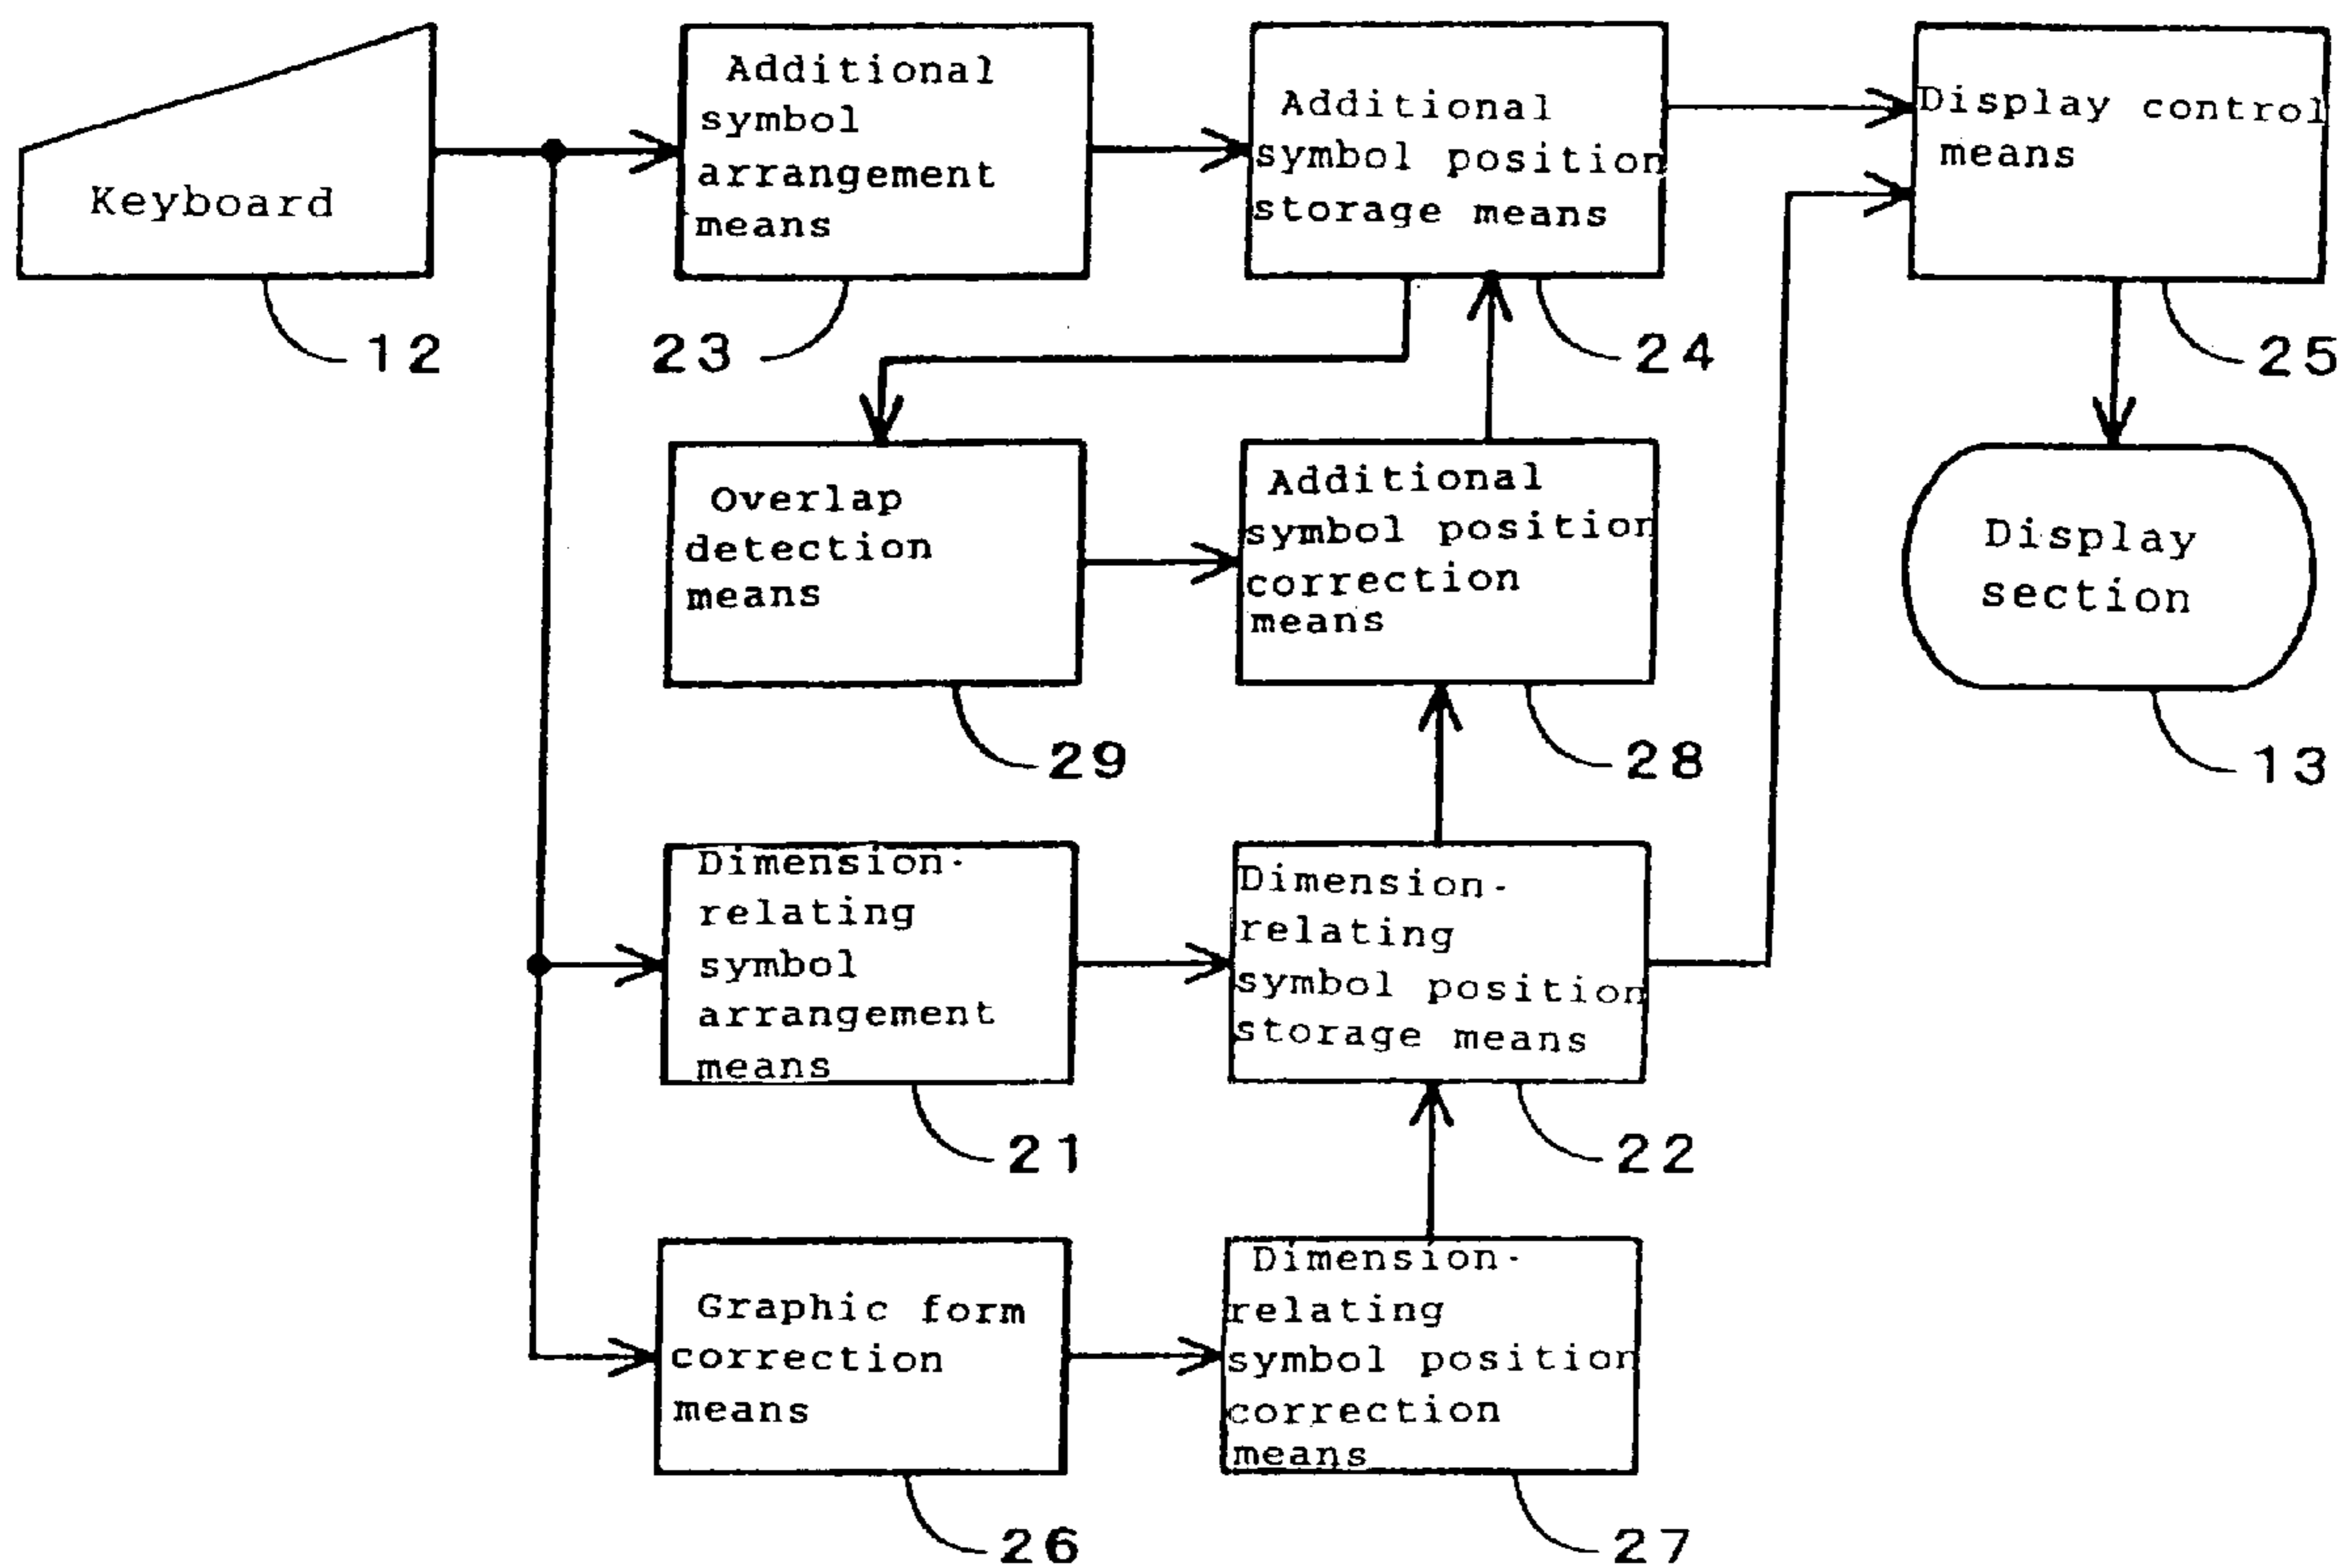 Keyboard
12
Additional
symbol
arrangement
means
23
Additional
symbol position
storage means
24
Display control
means
25
Overlap
detection
means
29
Additional
symbol position
correction
means
28
Display
section
13
Dimension-
relating
symbol
arrangement
means
21
Dimension-
relating
symbol position
storage means
22
Graphic form
correction
means
26
Dimension-
relating
symbol position
correction
means
27